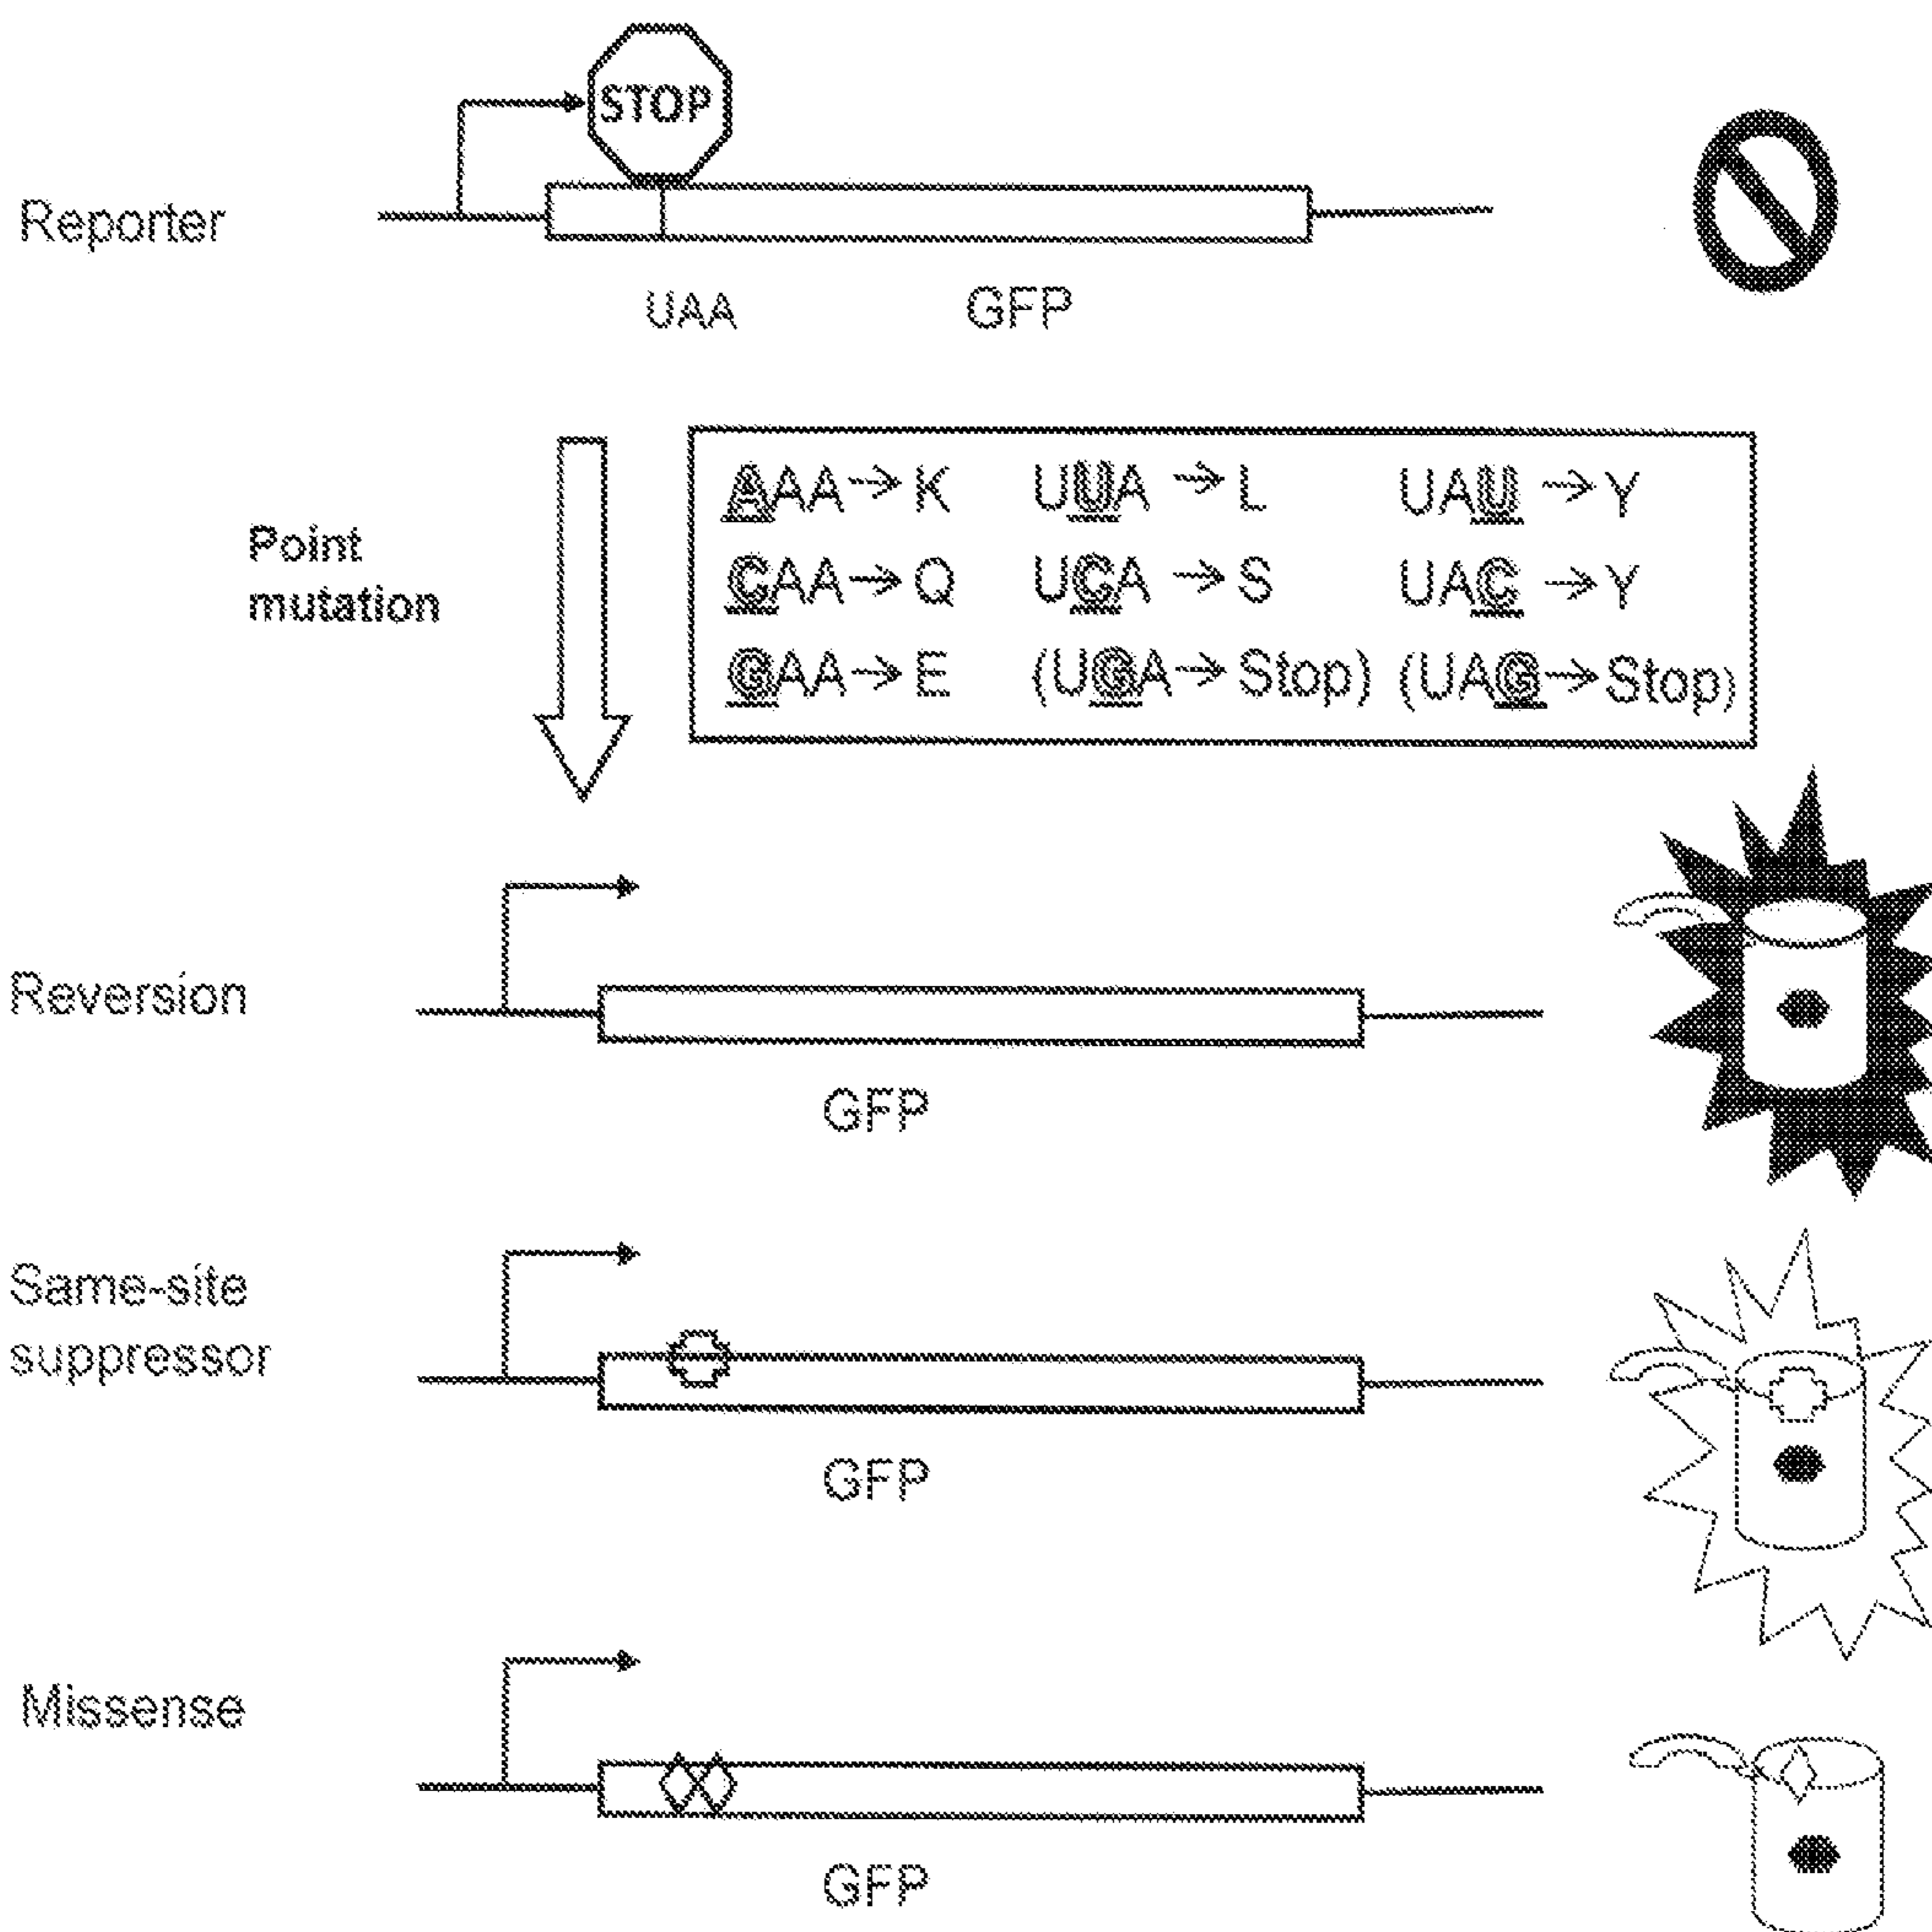 STOP
Reporter
UAA GFP
AAA→K UUA→L UAU→Y
Point
mutation
CAA→Q UCA→S UAC→Y
GAA→E (UGA→Stop) (UAG→Stop)
Reversion
GFP
Same-site
suppressor
GFP
Missense
GFP